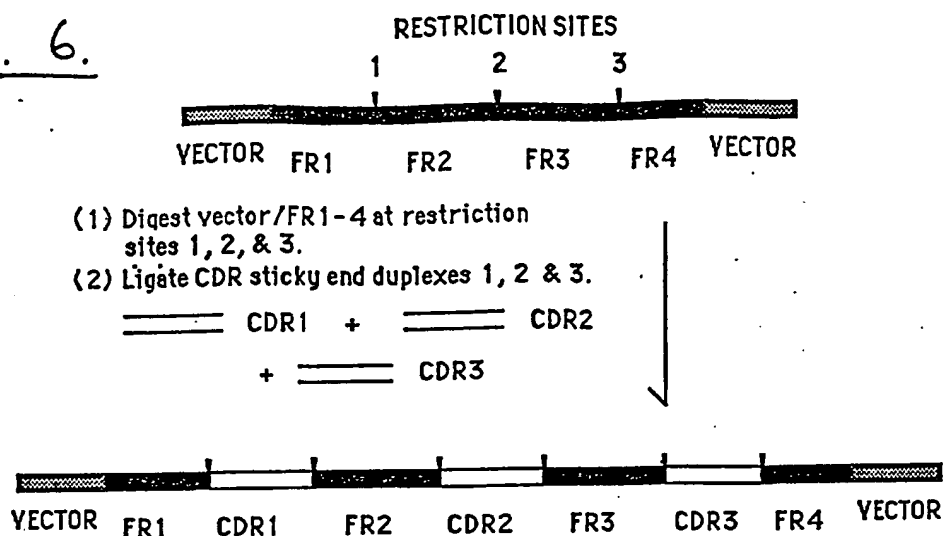 . 6.
RESTRICTION SITES
1 2 3
VECTOR FR1 FR2 FR3 FR4 VECTOR
(1) Digest vector/FR1-4 at restriction
sites 1, 2, & 3.
(2) Ligate CDR sticky end duplexes 1, 2 & 3.
CDR1 + CDR2
+ CDR3
VECTOR FR1 CDR1 FR2 CDR2 FR3 CDR3 FR4 VECTOR